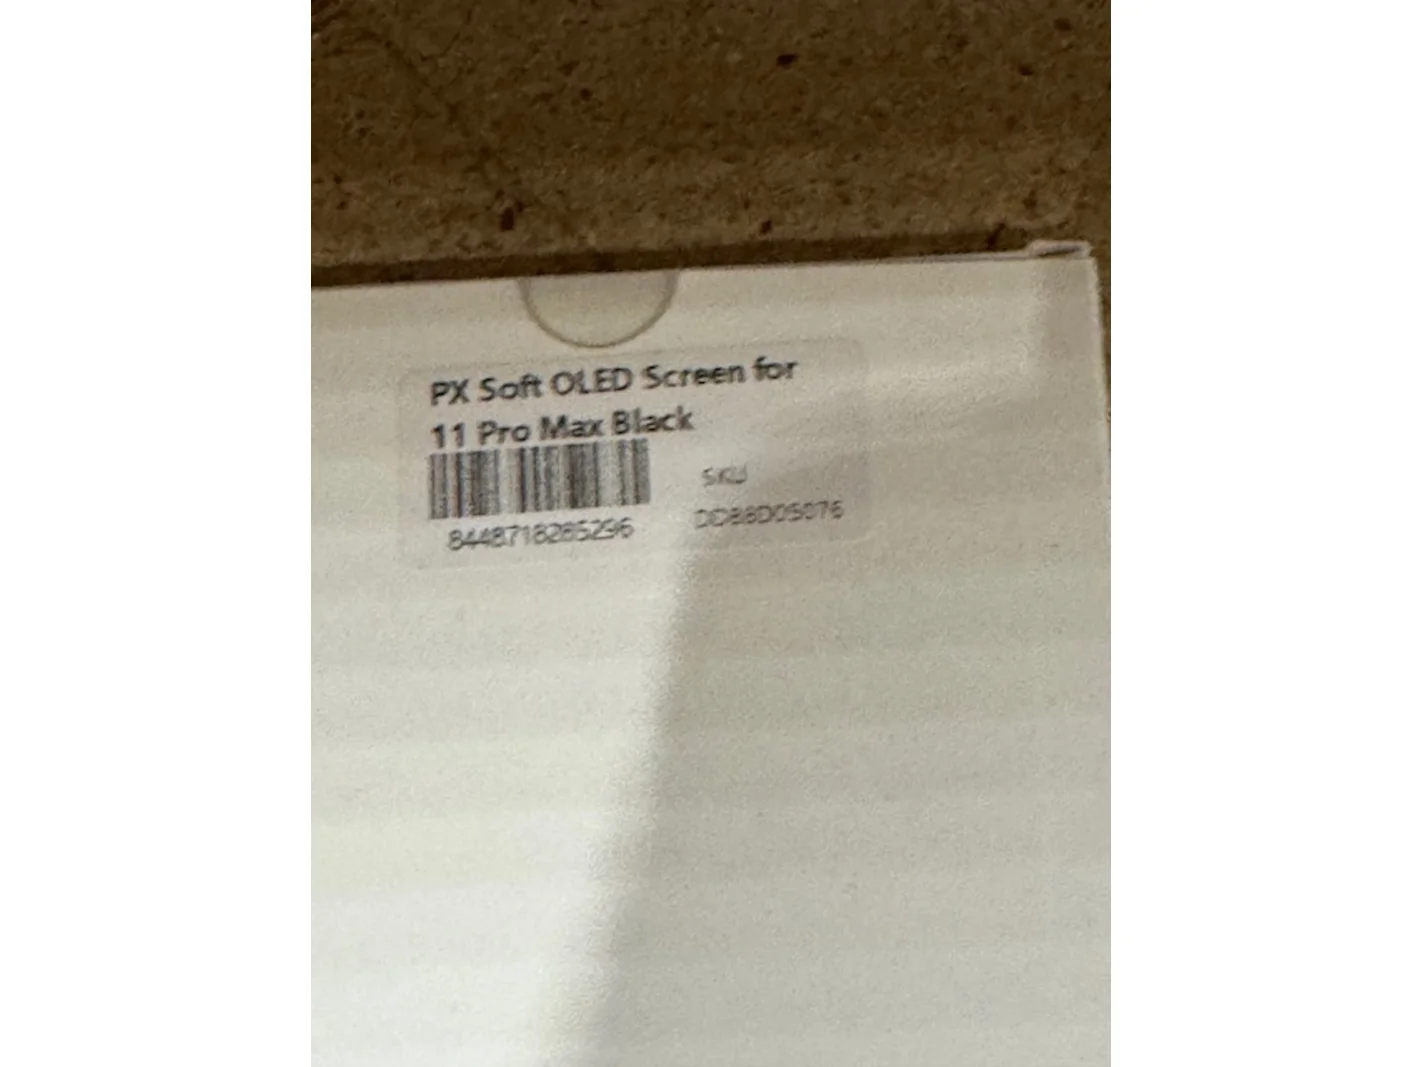 PX Soft OLED Screen for
11 Pro Max Black
SKU
8448718285296
DD88D05076